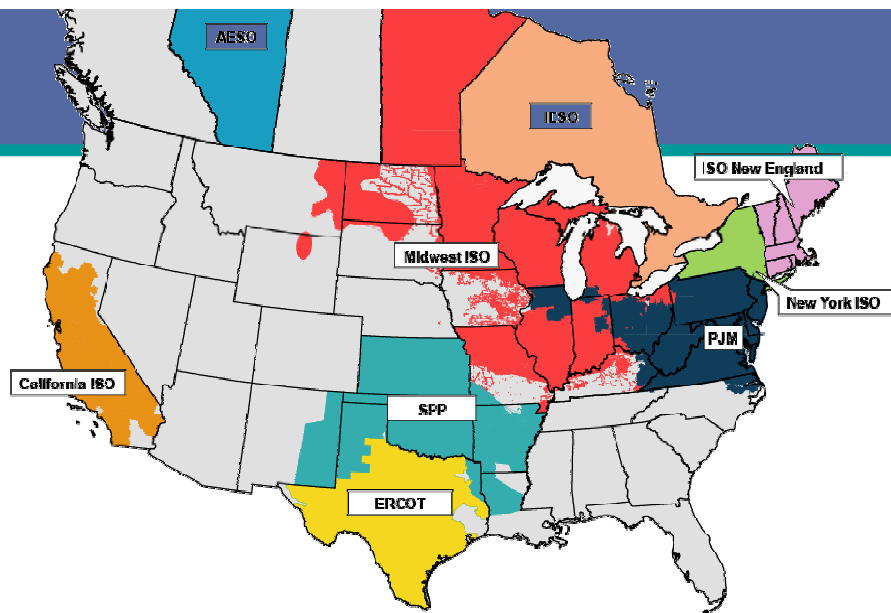 AESO
IESO
ISO New England
Midwest ISO
New York ISO
PJM
California ISO
SPP
ERCOT